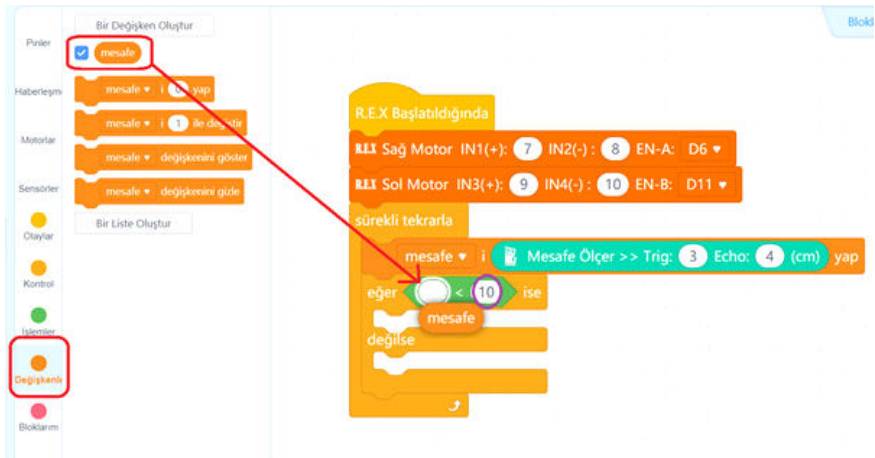 Bir Değişken Oluştur
Pinler
mesafe
Haberleşm
mesafe i 0 yap
Motorlar
mesafe i 1 ile değiştir
mesafe değişkenini göster
Sensörler
mesafe değişkenini gizle
Olaylar
Bir Liste Oluştur
Kontrol
İşlemler
Değişkenle
Bloklarım
Blokl
R.E.X Başlatıldığında
R.E.X Sağ Motor IN1(+): 7 IN2(-) : 8 EN-A: D6
R.E.X Sol Motor IN3(+): 9 IN4(-) : 10 EN-B: D11
sürekli tekrarla
mesafe i Mesafe Ölçer >> Trig: 3 Echo: 4 (cm) yap
eğer < 10 ise
mesafe
değilse